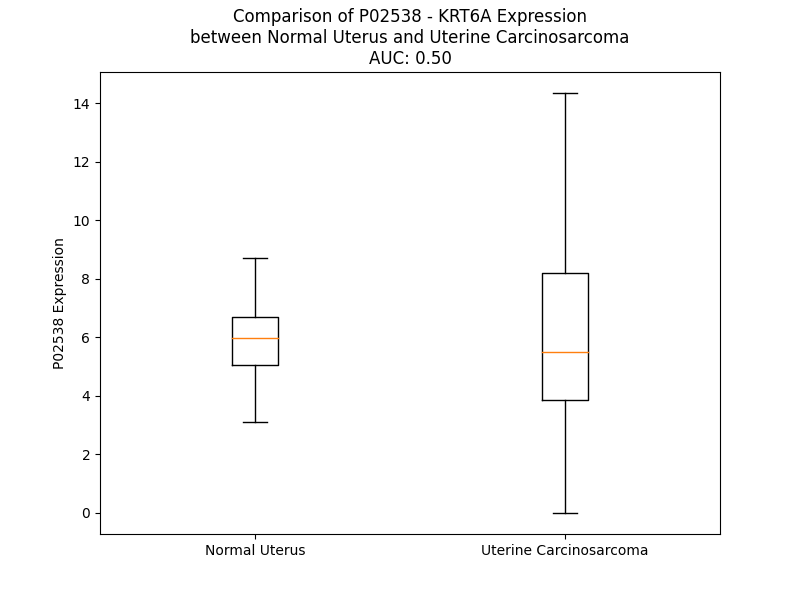 Comparison of P02538 - KRT6A Expression
between Normal Uterus and Uterine Carcinosarcoma
AUC: 0.50
14
12
10
8
6
4
2
0
P02538 Expression
Normal Uterus
Uterine Carcinosarcoma